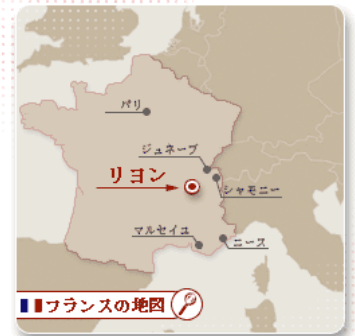 パリ
ジュネーブ
リヨン
シャモニー
マルセイユ
ニース
フランスの地図